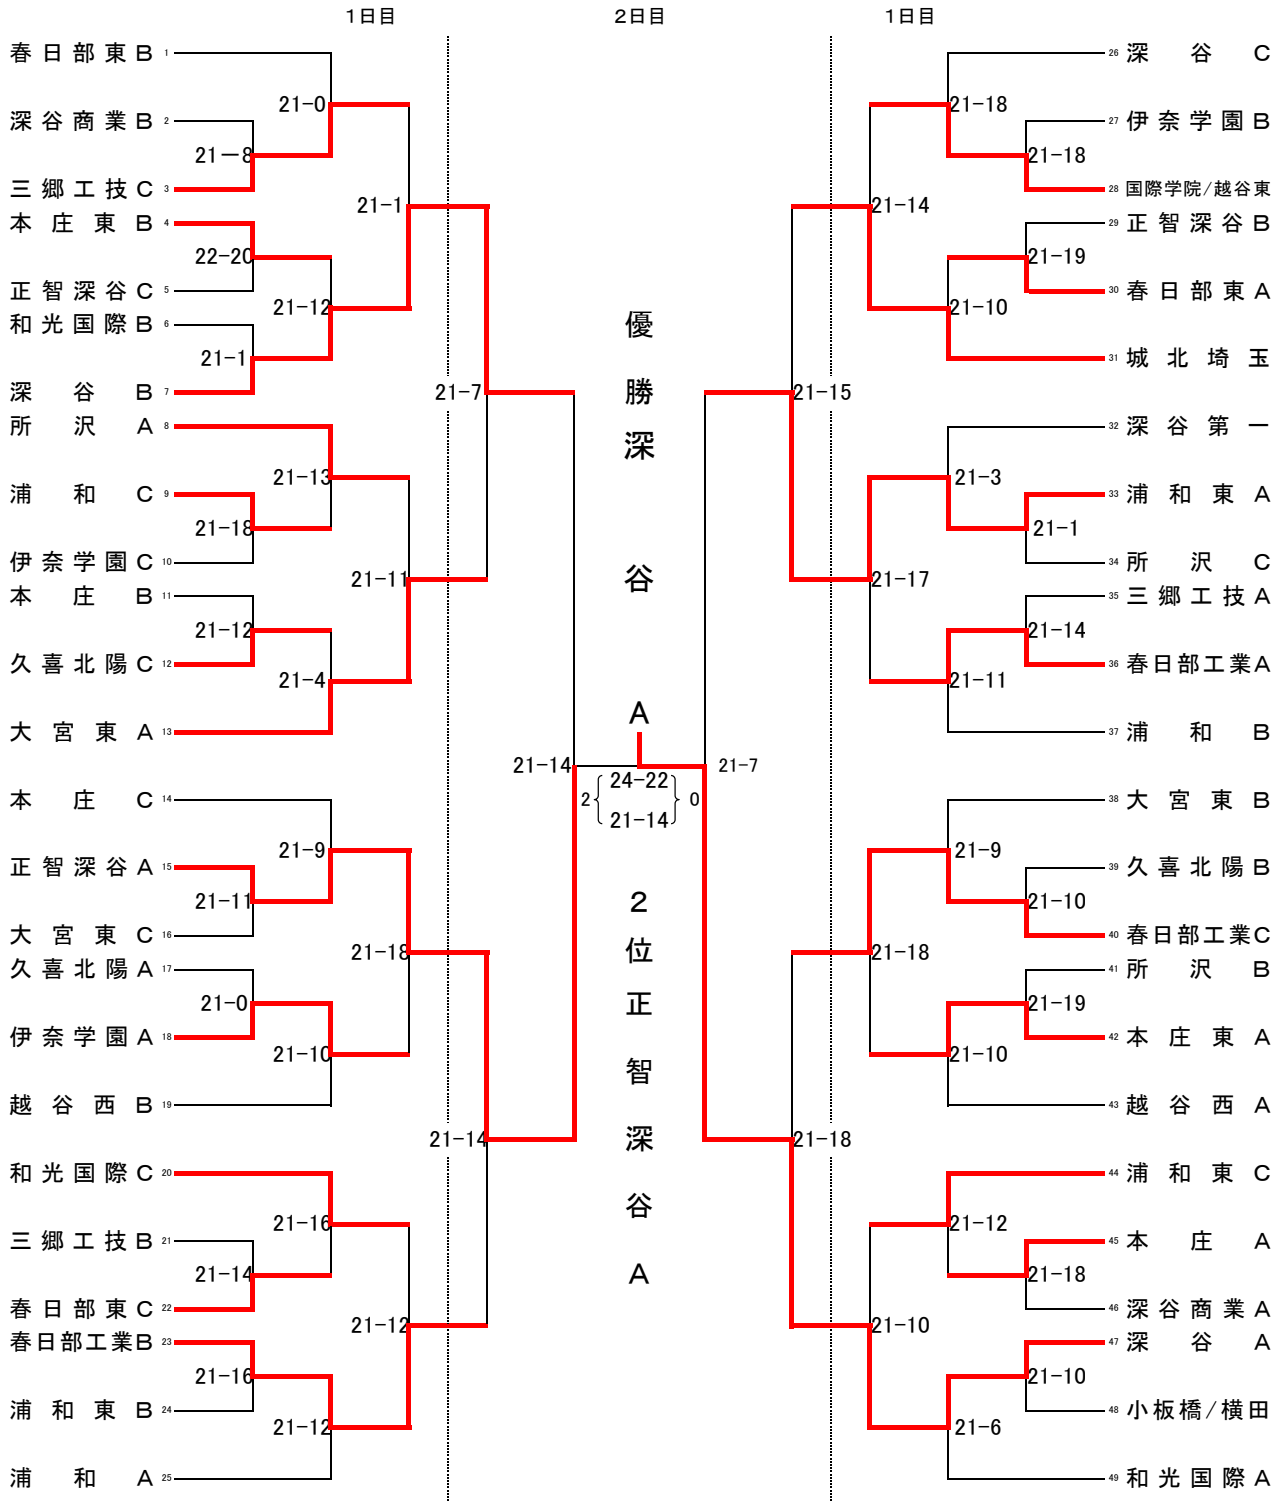 1日目 2日目 1日目
春日部東B 1
深谷商業B 2
三郷工技C 3
本庄東B 4
正智深谷C 5
和光国際B 6
深谷B 7
所沢A 8
浦和C 9
伊奈学園C 10
本庄B 11
久喜北陽C 12
大宮東A 13
本庄C 14
正智深谷A 15
大宮東C 16
久喜北陽A 17
伊奈学園A 18
越谷西B 19
和光国際C 20
三郷工技B 21
春日部東C 22
春日部工業B 23
浦和東B 24
浦和A 25
21-0
21-8
21-1
22-20
21-12
21-1
21-7
21-13
21-18
21-11
21-12
21-4
21-14
21-9
21-11
21-18
21-0
21-10
21-14
21-16
21-14
21-12
21-16
21-12
優勝深谷A
2 24-22 0
21-14
2位正智深谷A
21-18
21-18
21-14
21-19
21-10
21-15
21-3
21-1
21-17
21-14
21-11
21-7
21-9
21-10
21-18
21-19
21-10
21-18
21-12
21-18
21-10
21-10
21-6
26 深谷C
27 伊奈学園B
28 国際学院/越谷東
29 正智深谷B
30 春日部東A
31 城北埼玉
32 深谷第一
33 浦和東A
34 所沢C
35 三郷工技A
36 春日部工業A
37 浦和B
38 大宮東B
39 久喜北陽B
40 春日部工業C
41 所沢B
42 本庄東A
43 越谷西A
44 浦和東C
45 本庄A
46 深谷商業A
47 深谷A
48 小板橋/横田
49 和光国際A